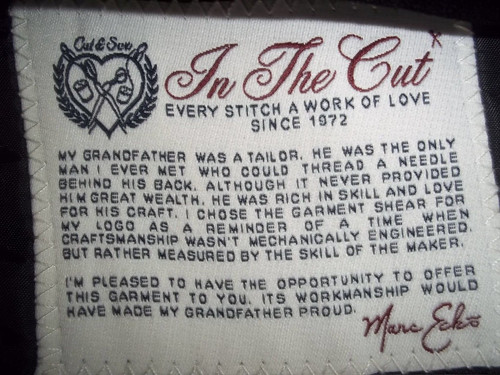 Cut & Sew
In The Cut
EVERY STITCH A WORK OF LOVE
SINCE 1972
MY GRANDFATHER WAS A TAILOR. HE WAS THE ONLY
MAN I EVER MET WHO COULD THREAD A NEEDLE
BEHIND HIS BACK. ALTHOUGH IT NEVER PROVIDED
HIM GREAT WEALTH, HE WAS RICH IN SKILL AND LOVE
FOR HIS CRAFT. I CHOSE THE GARMENT SHEAR FOR
MY LOGO AS A REMINDER OF A TIME WHEN
CRAFTSMANSHIP WASN'T MECHANICALLY ENGINEERED,
BUT RATHER MEASURED BY THE SKILL OF THE MAKER.
I'M PLEASED TO HAVE THE OPPORTUNITY TO OFFER
THIS GARMENT TO YOU. ITS WORKMANSHIP WOULD
HAVE MADE MY GRANDFATHER PROUD.
Marc Eckō